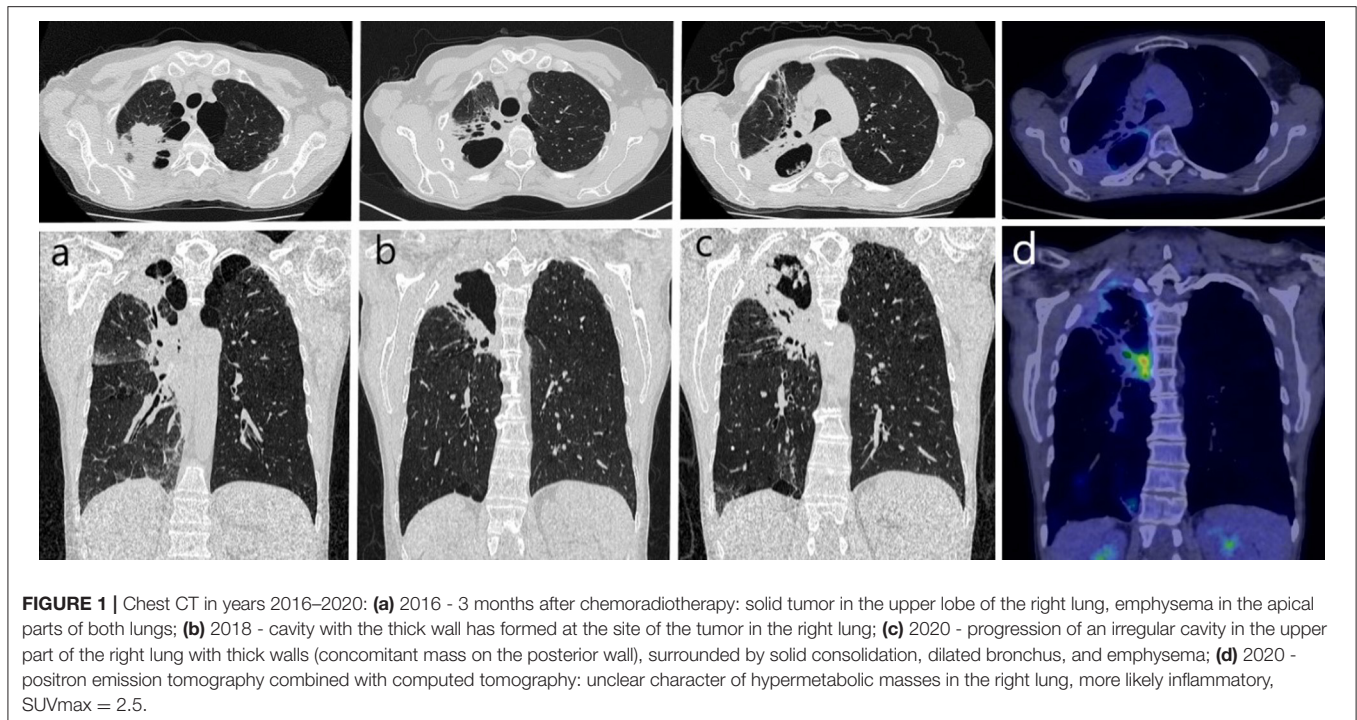 a
b
c
d
FIGURE 1 | Chest CT in years 2016–2020: (a) 2016 - 3 months after chemoradiotherapy: solid tumor in the upper lobe of the right lung, emphysema in the apical
parts of both lungs; (b) 2018 - cavity with the thick wall has formed at the site of the tumor in the right lung; (c) 2020 - progression of an irregular cavity in the upper
part of the right lung with thick walls (concomitant mass on the posterior wall), surrounded by solid consolidation, dilated bronchus, and emphysema; (d) 2020 -
positron emission tomography combined with computed tomography: unclear character of hypermetabolic masses in the right lung, more likely inflammatory,
SUVmax = 2.5.